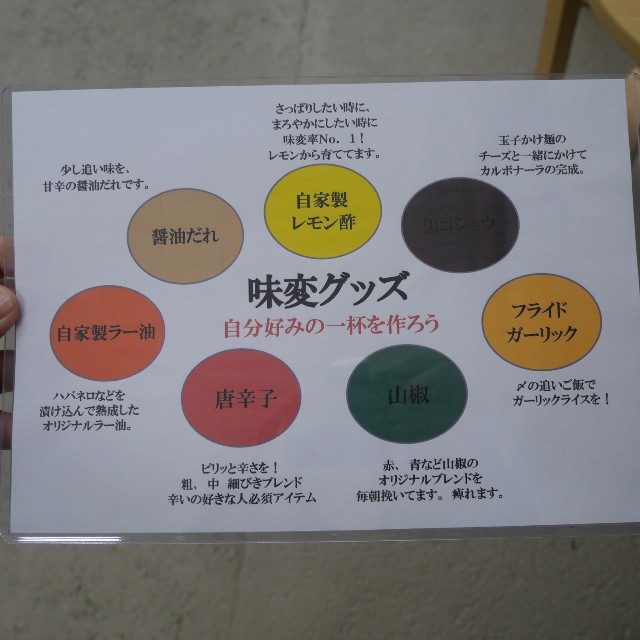 さっぱりしたい時に、
まろやかにしたい時に
味変率No. 1!
レモンから育ててます。
自家製
レモン酢
少し追い味を、
甘辛の醤油だれです。
醤油だれ
玉子かけ麺の
チーズと一緒にかけて
カルボナーラの完成。
黒コショウ
味変グッズ
自分好みの一杯を作ろう
自家製ラー油
ハバネロなどを
漬け込んで熟成した
オリジナルラー油。
フライド
ガーリック
〆の追いご飯で
ガーリックライスを!
唐辛子
ピリッと辛さを!
粗、中 細びきブレンド
辛いの好きな人必須アイテム
山椒
赤、青など山椒の
オリジナルブレンドを
毎朝挽いてます。痺れます。